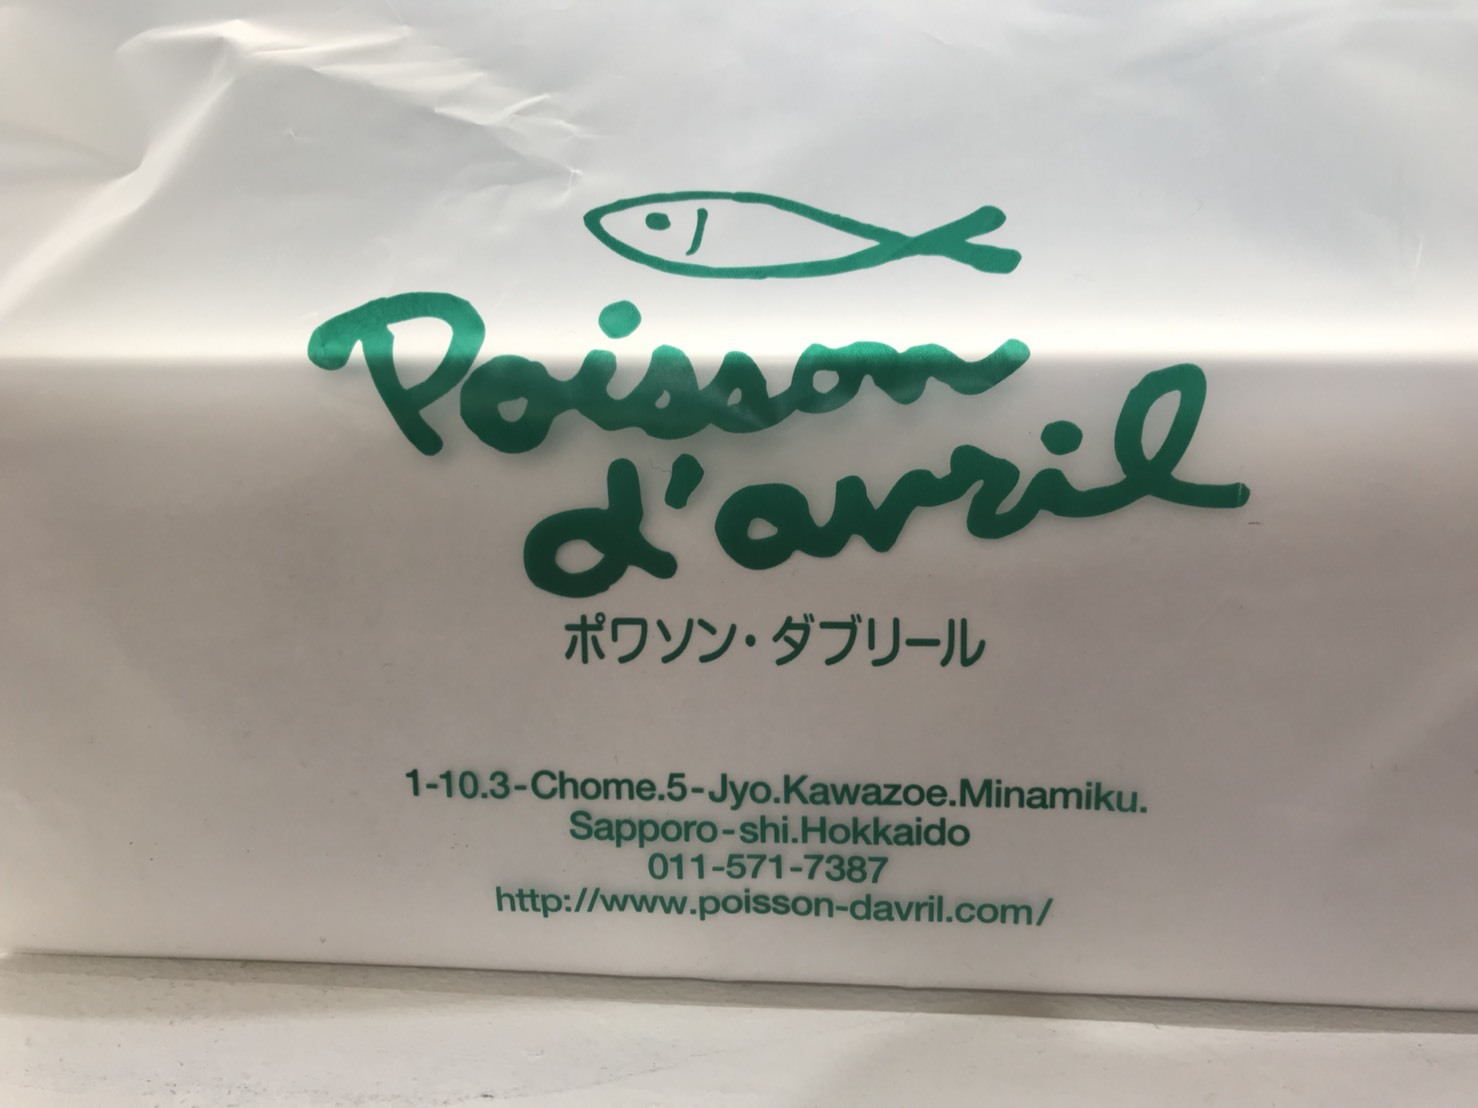 Poisson
d'avril
ポワソン・ダブリール
1-10.3-Chome.5-Jyo.Kawazoe.Minamiku.
Sapporo-shi.Hokkaido
011-571-7387
http://www.poisson-davril.com/